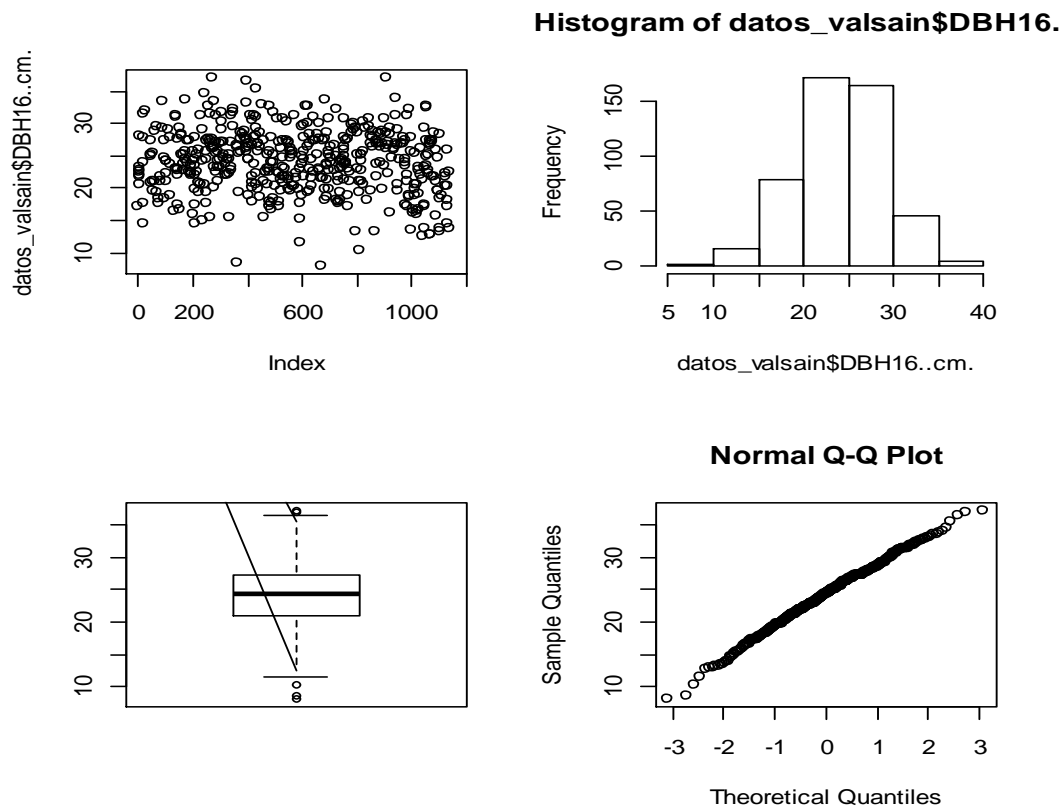 datos_valsain$DBH16..cm.
30
20
10
0 200 600 1000
Index
Histogram of datos_valsain$DBH16.
Frequency
150
100
50
0
5 10 20 30 40
datos_valsain$DBH16..cm.
30
20
10
Normal Q-Q Plot
Sample Quantiles
30
20
10
-3 -2 -1 0 1 2 3
Theoretical Quantiles